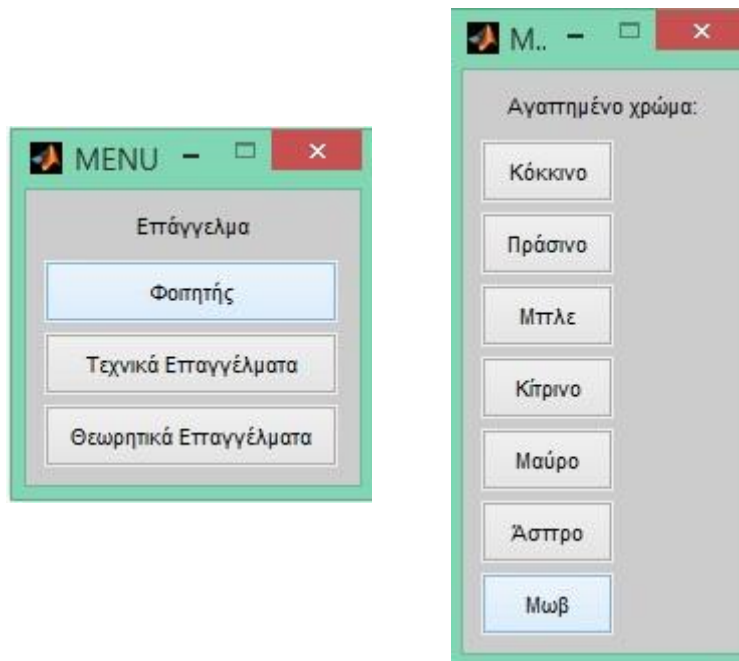 MENU
Επάγγελμα
Φοιτητής
Τεχνικά Επαγγέλματα
Θεωρητικά Επαγγέλματα
M..
Αγαπημένο χρώμα:
Κόκκινο
Πράσινο
Μπλε
Κίτρινο
Μαύρο
Άσπρο
Μωβ